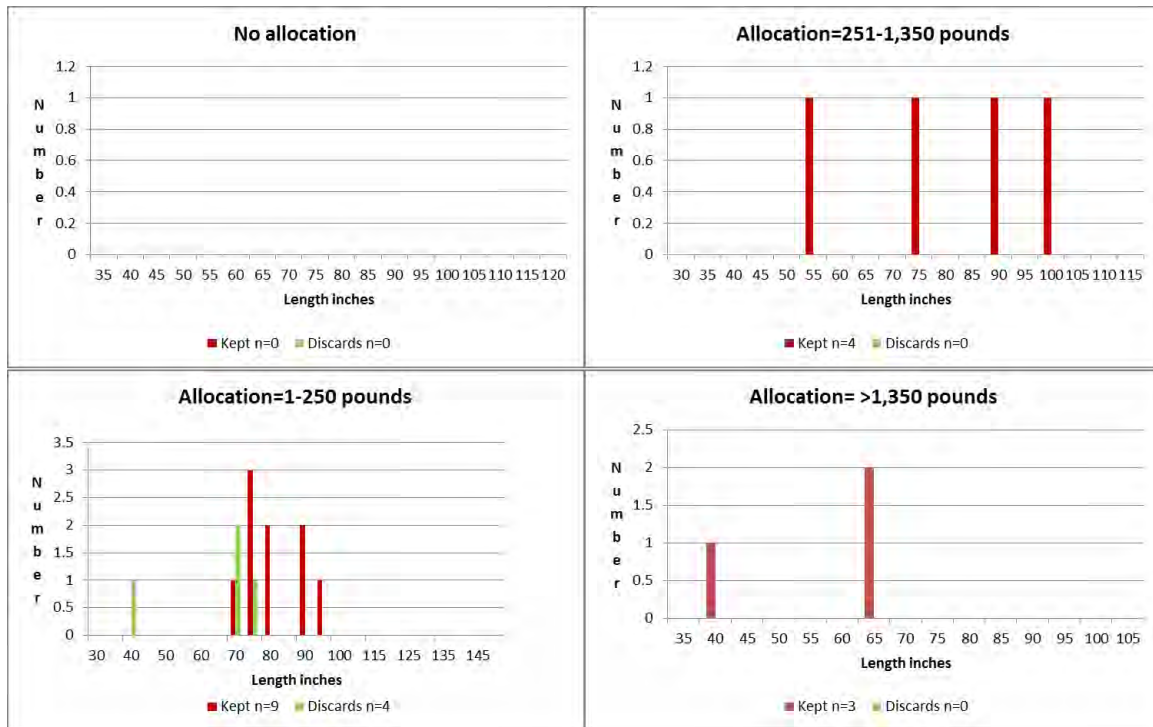 No allocation
1.2
1
0.8
0.6
0.4
0.2
0
Number
35 40 45 50 55 60 65 70 75 80 85 90 95 100 105 110 115 120
Length inches
Kept n=0 Discards n=0
Allocation=251-1,350 pounds
1.2
1
0.8
0.6
0.4
0.2
0
Number
30 35 40 45 50 55 60 65 70 75 80 85 90 95 100 105 110 115
Length inches
Kept n=4 Discards n=0
Allocation=1-250 pounds
3.5
3
2.5
2
1.5
1
0.5
0
Number
30 40 50 60 70 80 90 100 115 125 135 145
Length inches
Kept n=9 Discards n=4
Allocation= >1,350 pounds
2.5
2
1.5
1
0.5
0
Number
35 40 45 50 55 60 65 70 75 80 85 90 95 100 105
Length inches
Kept n=3 Discards n=0